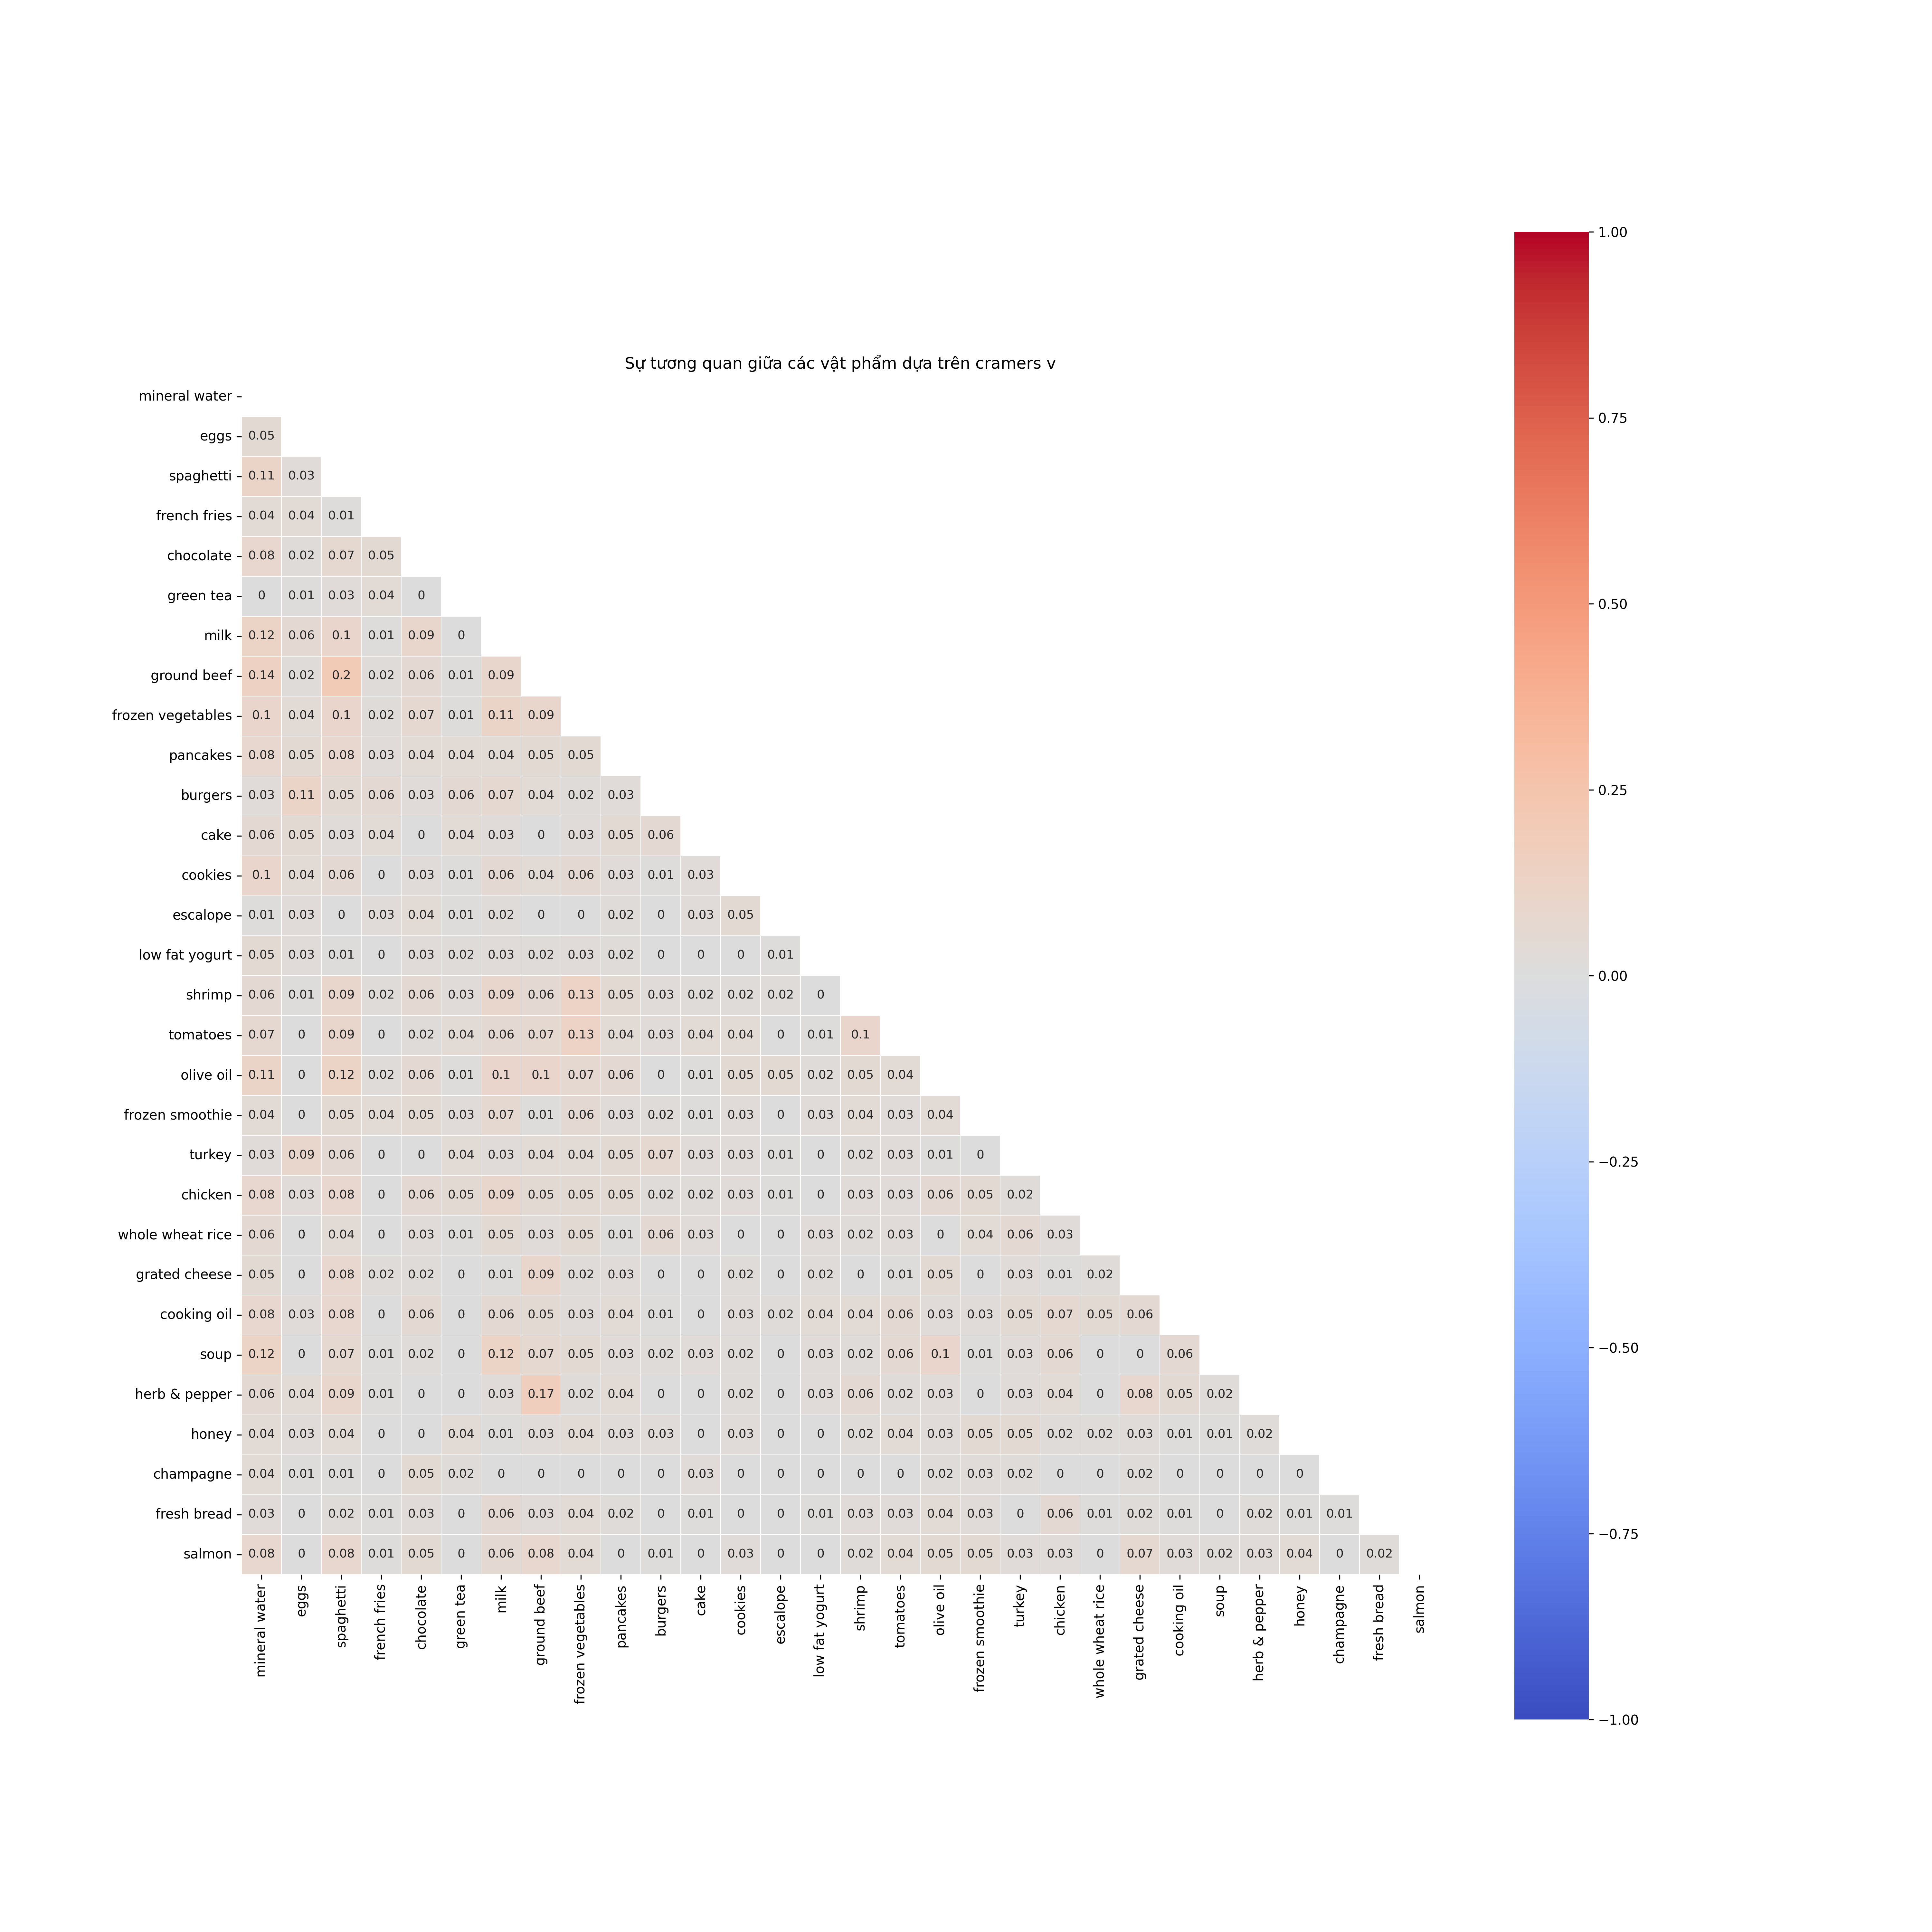 Sự tương quan giữa các vật phẩm dựa trên cramers v
mineral water
eggs 0.05
spaghetti 0.11 0.03
french fries 0.04 0.04 0.01
chocolate 0.08 0.02 0.07 0.05
green tea 0 0.01 0.03 0.04 0
milk 0.12 0.06 0.1 0.01 0.09 0
ground beef 0.14 0.02 0.2 0.02 0.06 0.01 0.09
frozen vegetables 0.1 0.04 0.1 0.02 0.07 0.01 0.11 0.09
pancakes 0.08 0.05 0.08 0.03 0.04 0.04 0.04 0.05 0.05
burgers 0.03 0.11 0.05 0.06 0.03 0.06 0.07 0.04 0.02 0.03
cake 0.06 0.05 0.03 0.04 0 0.04 0.03 0 0.03 0.05 0.06
cookies 0.1 0.04 0.06 0 0.03 0.01 0.06 0.04 0.06 0.03 0.01 0.03
escalope 0.01 0.03 0 0.03 0.04 0.01 0.02 0 0 0.02 0 0.03 0.05
low fat yogurt 0.05 0.03 0.01 0 0.03 0.02 0.03 0.02 0.03 0.02 0 0 0 0.01
shrimp 0.06 0.01 0.09 0.02 0.06 0.03 0.09 0.06 0.13 0.05 0.03 0.02 0.02 0.02 0
tomatoes 0.07 0 0.09 0 0.02 0.04 0.06 0.07 0.13 0.04 0.03 0.04 0.04 0 0.01 0.1
olive oil 0.11 0 0.12 0.02 0.06 0.01 0.1 0.1 0.07 0.06 0 0.01 0.05 0.05 0.02 0.05 0.04
frozen smoothie 0.04 0 0.05 0.04 0.05 0.03 0.07 0.01 0.06 0.03 0.02 0.01 0.03 0 0.03 0.04 0.03 0.04
turkey 0.03 0.09 0.06 0 0 0.04 0.03 0.04 0.04 0.05 0.07 0.03 0.03 0.01 0 0.02 0.03 0.01 0
chicken 0.08 0.03 0.08 0 0.06 0.05 0.09 0.05 0.05 0.05 0.02 0.02 0.03 0.01 0 0.03 0.03 0.06 0.05 0.02
whole wheat rice 0.06 0 0.04 0 0.03 0.01 0.05 0.03 0.05 0.01 0.06 0.03 0 0 0.03 0.02 0.03 0 0.04 0.06 0.03
grated cheese 0.05 0 0.08 0.02 0.02 0 0.01 0.09 0.02 0.03 0 0 0.02 0 0.02 0 0.01 0.05 0 0.03 0.01 0.02
cooking oil 0.08 0.03 0.08 0 0.06 0 0.06 0.05 0.03 0.04 0.01 0 0.03 0.02 0.04 0.04 0.06 0.03 0.03 0.05 0.07 0.05 0.06
soup 0.12 0 0.07 0.01 0.02 0 0.12 0.07 0.05 0.03 0.02 0.03 0.02 0 0.03 0.02 0.06 0.1 0.01 0.03 0.06 0 0 0.06
herb & pepper 0.06 0.04 0.09 0.01 0 0 0.03 0.17 0.02 0.04 0 0 0.02 0 0.03 0.06 0.02 0.03 0 0.03 0.04 0 0.08 0.05 0.02
honey 0.04 0.03 0.04 0 0 0.04 0.01 0.03 0.04 0.03 0.03 0 0.03 0 0 0.02 0.04 0.03 0.05 0.05 0.02 0.02 0.03 0.01 0.01 0.02
champagne 0.04 0.01 0.01 0 0.05 0.02 0 0 0 0 0 0.03 0 0 0 0 0 0.02 0.03 0.02 0 0 0.02 0 0 0 0
fresh bread 0.03 0 0.02 0.01 0.03 0 0.06 0.03 0.04 0.02 0 0.01 0 0 0.01 0.03 0.03 0.04 0.03 0 0.06 0.01 0.02 0.01 0 0.02 0.01 0.01
salmon 0.08 0 0.08 0.01 0.05 0 0.06 0.08 0.04 0 0.01 0 0.03 0 0 0.02 0.04 0.05 0.05 0.03 0.03 0 0.07 0.03 0.02 0.03 0.04 0 0.02
mineral water
eggs
spaghetti
french fries
chocolate
green tea
milk
ground beef
frozen vegetables
pancakes
burgers
cake
cookies
escalope
low fat yogurt
shrimp
tomatoes
olive oil
frozen smoothie
turkey
chicken
whole wheat rice
grated cheese
cooking oil
soup
herb & pepper
honey
champagne
fresh bread
salmon
1.00
0.75
0.50
0.25
0.00
−0.25
−0.50
−0.75
−1.00